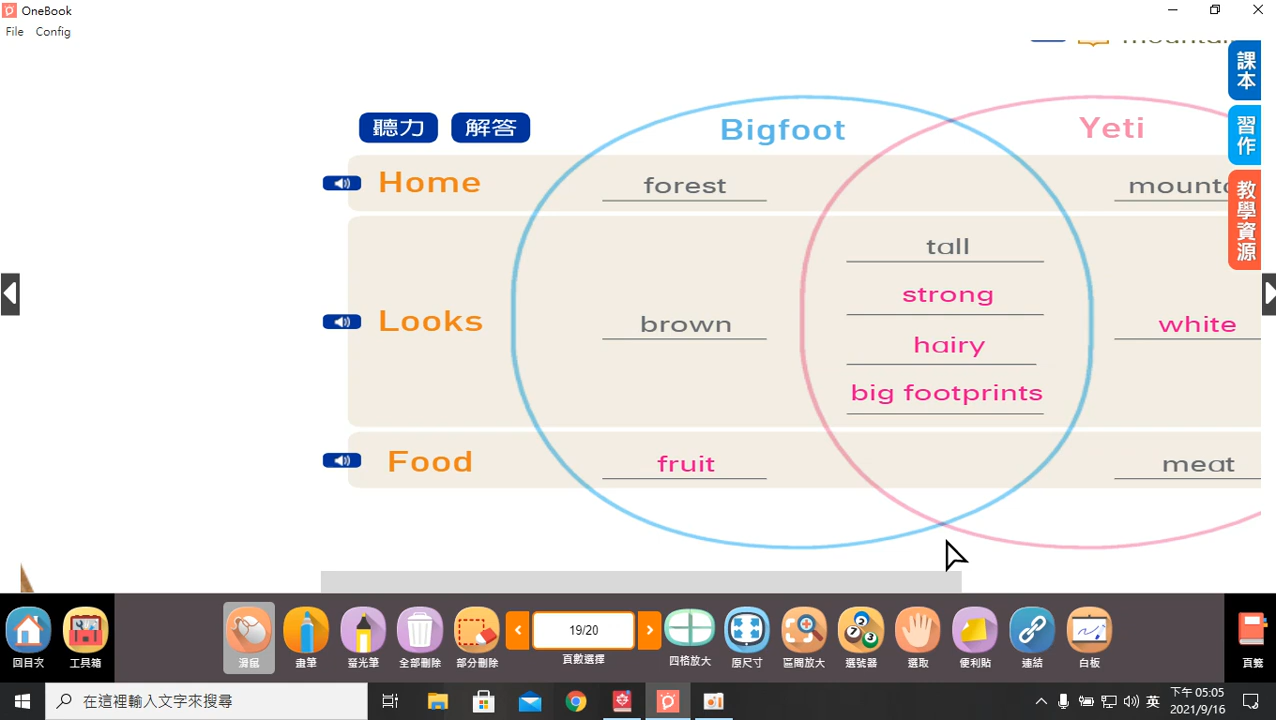 OneBook
File Config
課本
習作
教學資源
聽力 解答
Bigfoot Yeti
Home forest
Looks brown
tall
strong
hairy
big footprints
white
Food fruit meat
19/20
回目次 工具箱 滑鼠 畫筆 螢光筆 全部刪除 部分刪除 頁數選擇 四格放大 原尺寸 區間放大 選號器 選取 便利貼 連結 白板 頁籤
在這裡輸入文字來搜尋
英
下午 05:05
2021/9/16